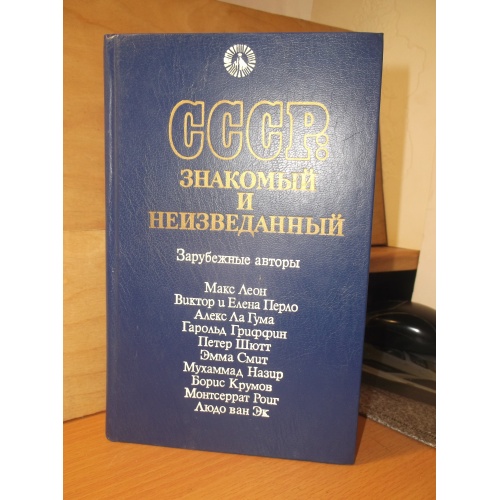 СССР:
ЗНАКОМЫЙ
И
НЕИЗВЕДАННЫЙ
Зарубежные авторы
Макс Леон
Виктор и Елена Перло
Алекс Ла Гума
Гарольд Гриффин
Петер Шютт
Эмма Смит
Мухаммад Назир
Борис Крумов
Монтсеррат Роиг
Людо ван Эк